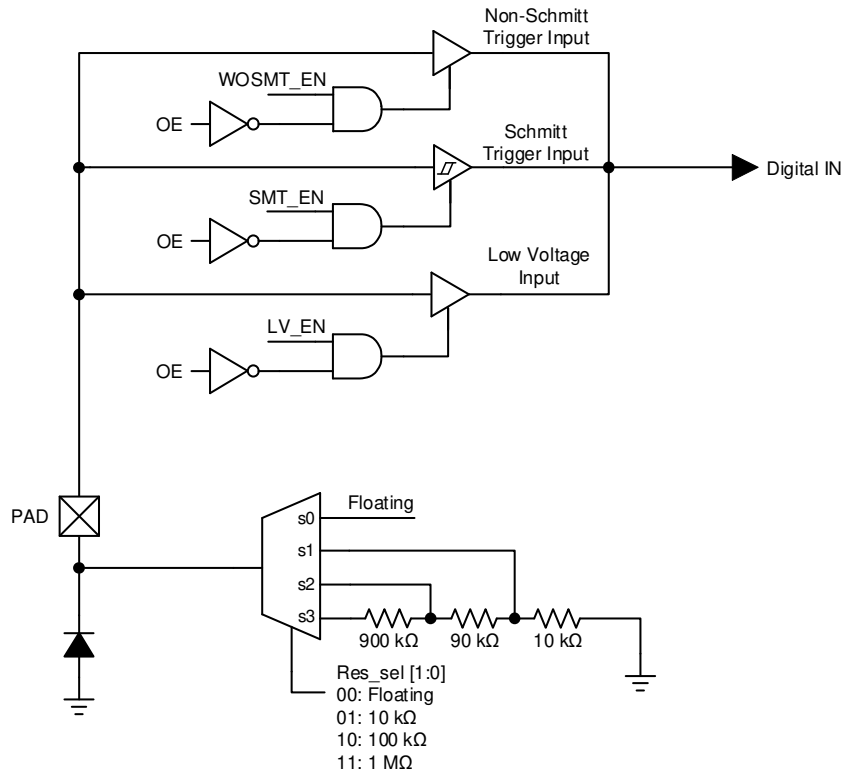 Non-Schmitt
Trigger Input
WOSMT_EN
OE
Schmitt
Trigger Input
Digital IN
SMT_EN
OE
Low Voltage
Input
LV_EN
OE
PAD
Floating
s0
s1
s2
s3
900 kΩ
90 kΩ
10 kΩ
Res_sel [1:0]
00: Floating
01: 10 kΩ
10: 100 kΩ
11: 1 MΩ